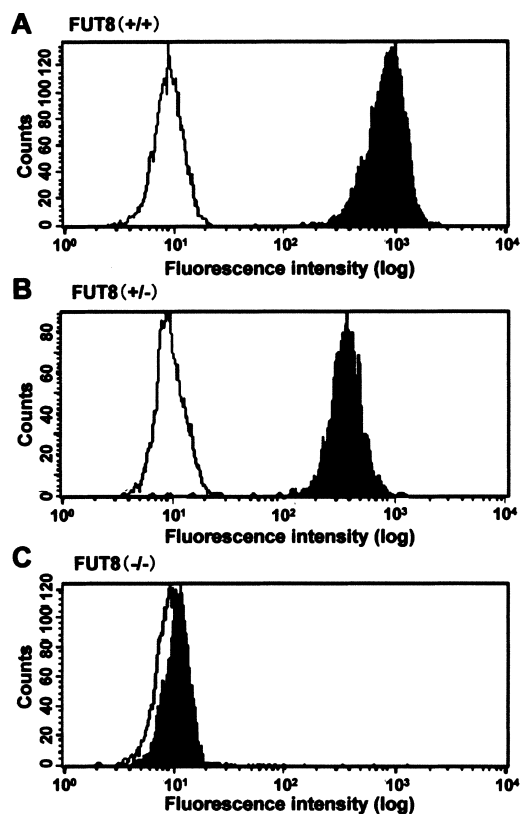 A FUT8(+/+)
Counts
0 20 40 60 80 100 120
10⁰ 10¹ 10² 10³ 10⁴
Fluorescence intensity (log)
B FUT8(+/-)
Counts
0 20 40 60 80
10⁰ 10¹ 10² 10³ 10⁴
Fluorescence intensity (log)
C FUT8(-/-)
Counts
0 20 40 60 80 100 120
10⁰ 10¹ 10² 10³ 10⁴
Fluorescence intensity (log)